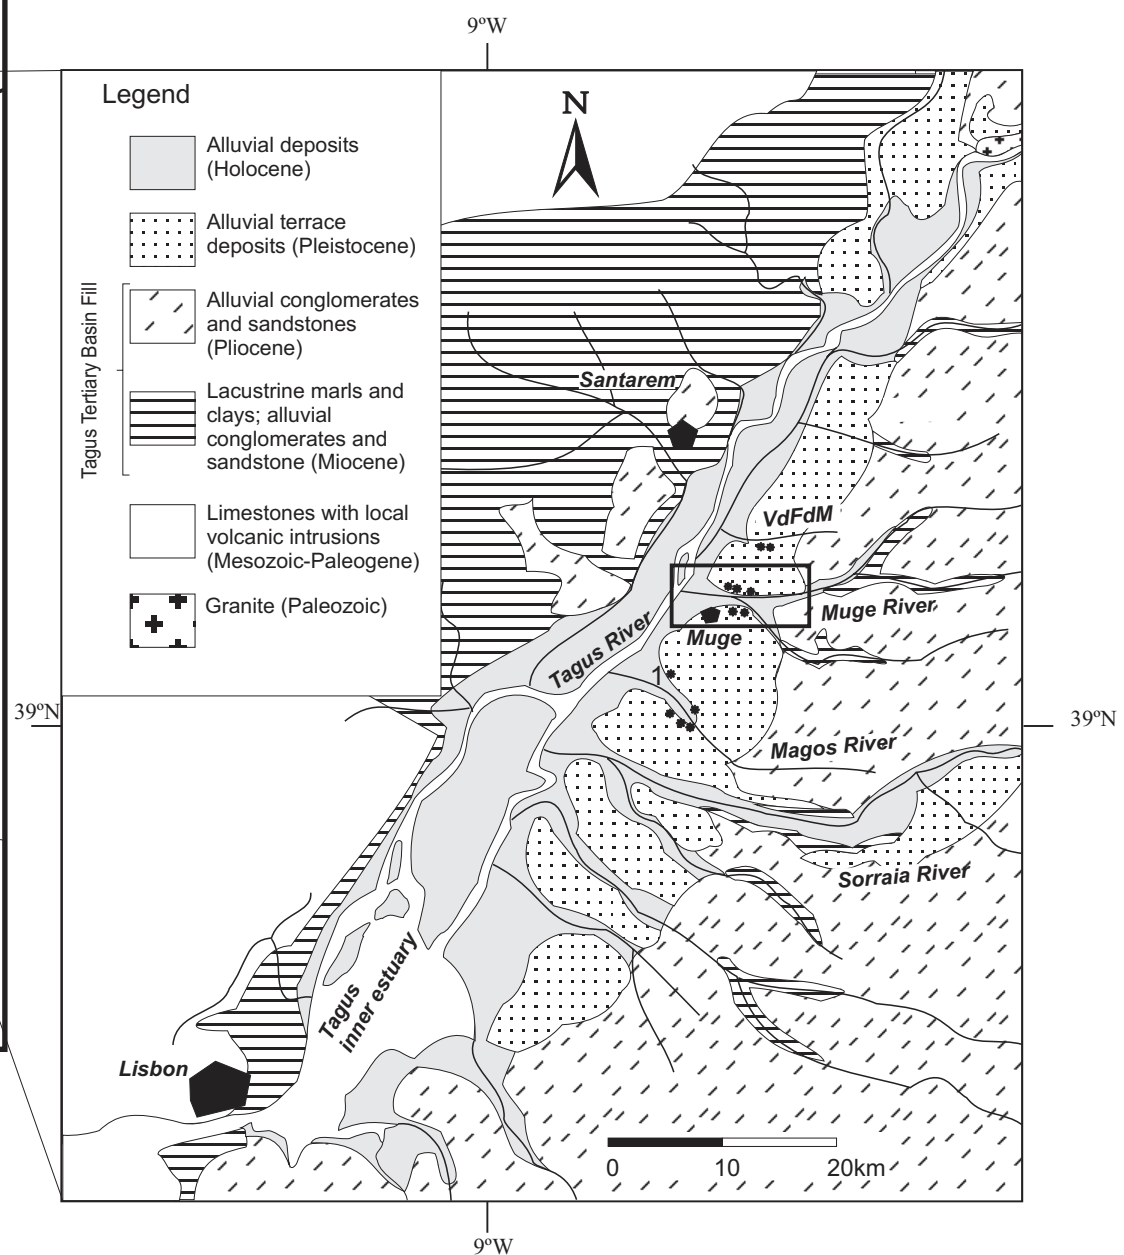 9ºW
Legend
N
Alluvial deposits
(Holocene)
Alluvial terrace
deposits (Pleistocene)
Tagus Tertiary Basin Fill
Alluvial conglomerates
and sandstones
(Pliocene)
Lacustrine marls and
clays; alluvial
conglomerates and
sandstone (Miocene)
Limestones with local
volcanic intrusions
(Mesozoic-Paleogene)
Granite (Paleozoic)
Santarem
VdFdM
Muge River
Muge
Tagus River
1
39ºN
39ºN
Magos River
Sorraia River
Tagus
inner estuary
Lisbon
0 10 20km
9ºW